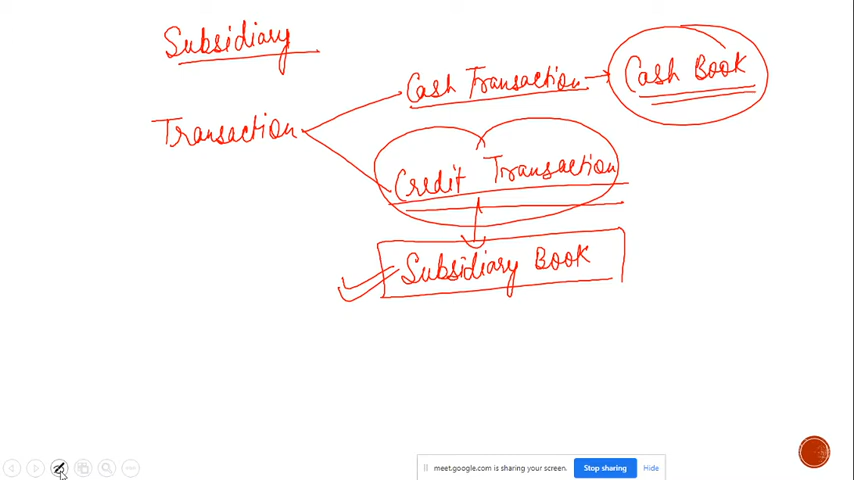 Subsidiary
Cash Transaction
Cash Book
Transaction
Credit Transaction
Subsidiary Book
meet.google.com is sharing your screen.
Stop sharing
Hide